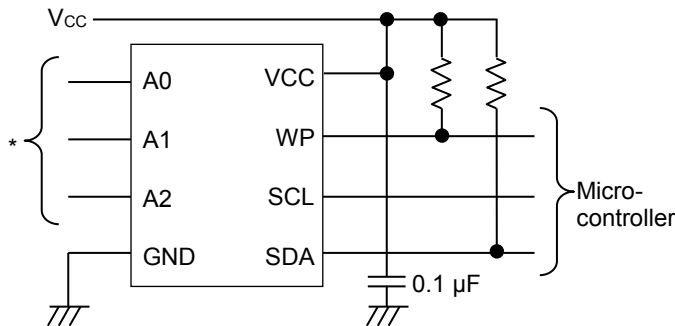 VCC
A0
A1
A2
GND
VCC
WP
SCL
SDA
*
0.1 µF
Micro-
controller